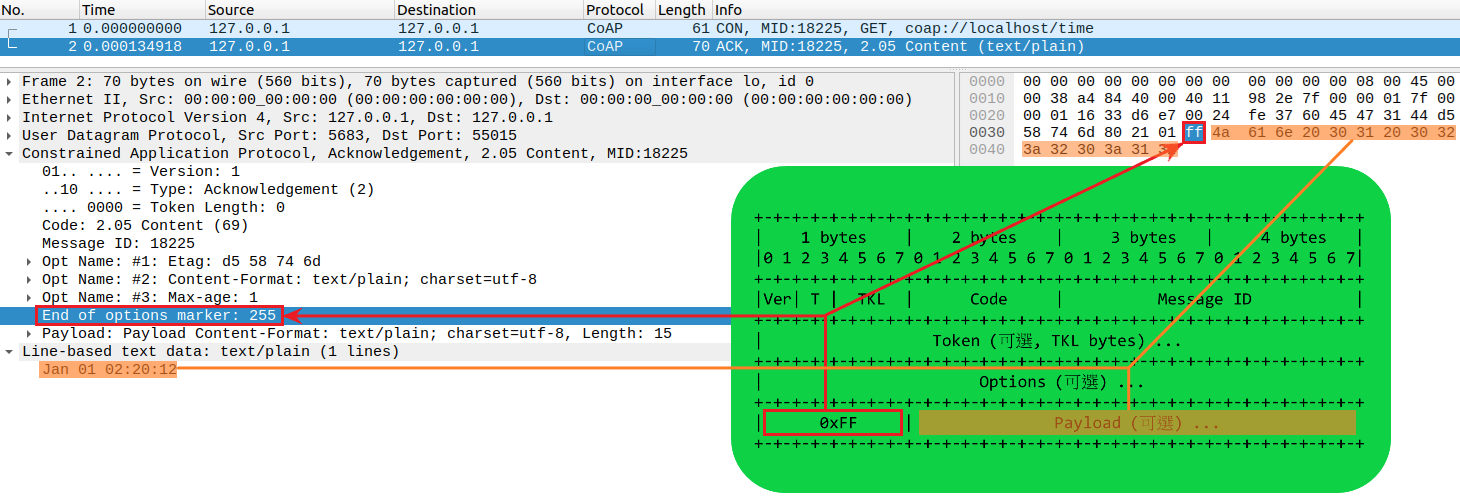 No. Time Source Destination Protocol Length Info
1 0.000000000 127.0.0.1 127.0.0.1 CoAP 61 CON, MID:18225, GET, coap://localhost/time
2 0.000134918 127.0.0.1 127.0.0.1 CoAP 70 ACK, MID:18225, 2.05 Content (text/plain)
Frame 2: 70 bytes on wire (560 bits), 70 bytes captured (560 bits) on interface lo, id 0
Ethernet II, Src: 00:00:00_00:00:00 (00:00:00:00:00:00), Dst: 00:00:00_00:00:00 (00:00:00:00:00:00)
Internet Protocol Version 4, Src: 127.0.0.1, Dst: 127.0.0.1
User Datagram Protocol, Src Port: 5683, Dst Port: 55015
Constrained Application Protocol, Acknowledgement, 2.05 Content, MID:18225
01.. .... = Version: 1
..10 .... = Type: Acknowledgement (2)
.... 0000 = Token Length: 0
Code: 2.05 Content (69)
Message ID: 18225
Opt Name: #1: Etag: d5 58 74 6d
Opt Name: #2: Content-Format: text/plain; charset=utf-8
Opt Name: #3: Max-age: 1
End of options marker: 255
Payload: Payload Content-Format: text/plain; charset=utf-8, Length: 15
Line-based text data: text/plain (1 lines)
Jan 01 02:20:12
0000 00 00 00 00 00 00 00 00 00 00 00 00 08 00 45 00
0010 00 38 a4 84 40 00 40 11 98 2e 7f 00 00 01 7f 00
0020 00 01 16 33 d6 e7 00 24 fe 37 60 45 47 31 44 d5
0030 58 74 6d 80 21 01 ff 4a 61 6e 20 30 31 20 30 32
0040 3a 32 30 3a 31
+-+-+-+-+-+-+-+-+-+-+-+-+-+-+-+-+-+-+-+-+-+-+-+-+-+-+-+-+-+-+-+-+
| 1 bytes | 2 bytes | 3 bytes | 4 bytes |
|0 1 2 3 4 5 6 7 0 1 2 3 4 5 6 7 0 1 2 3 4 5 6 7 0 1 2 3 4 5 6 7|
+-+-+-+-+-+-+-+-+-+-+-+-+-+-+-+-+-+-+-+-+-+-+-+-+-+-+-+-+-+-+-+-+
|Ver| T | TKL | Code | Message ID |
+-+-+-+-+-+-+-+-+-+-+-+-+-+-+-+-+-+-+-+-+-+-+-+-+-+-+-+-+-+-+-+-+
| Token (可選, TKL bytes) ...
+-+-+-+-+-+-+-+-+-+-+-+-+-+-+-+-+-+-+-+-+-+-+-+-+-+-+-+-+-+-+-+-+
| Options (可選) ...
+-+-+-+-+-+-+-+-+-+-+-+-+-+-+-+-+-+-+-+-+-+-+-+-+-+-+-+-+-+-+-+-+
| 0xFF | Payload (可選) ...
+-+-+-+-+-+-+-+-+-+-+-+-+-+-+-+-+-+-+-+-+-+-+-+-+-+-+-+-+-+-+-+-+